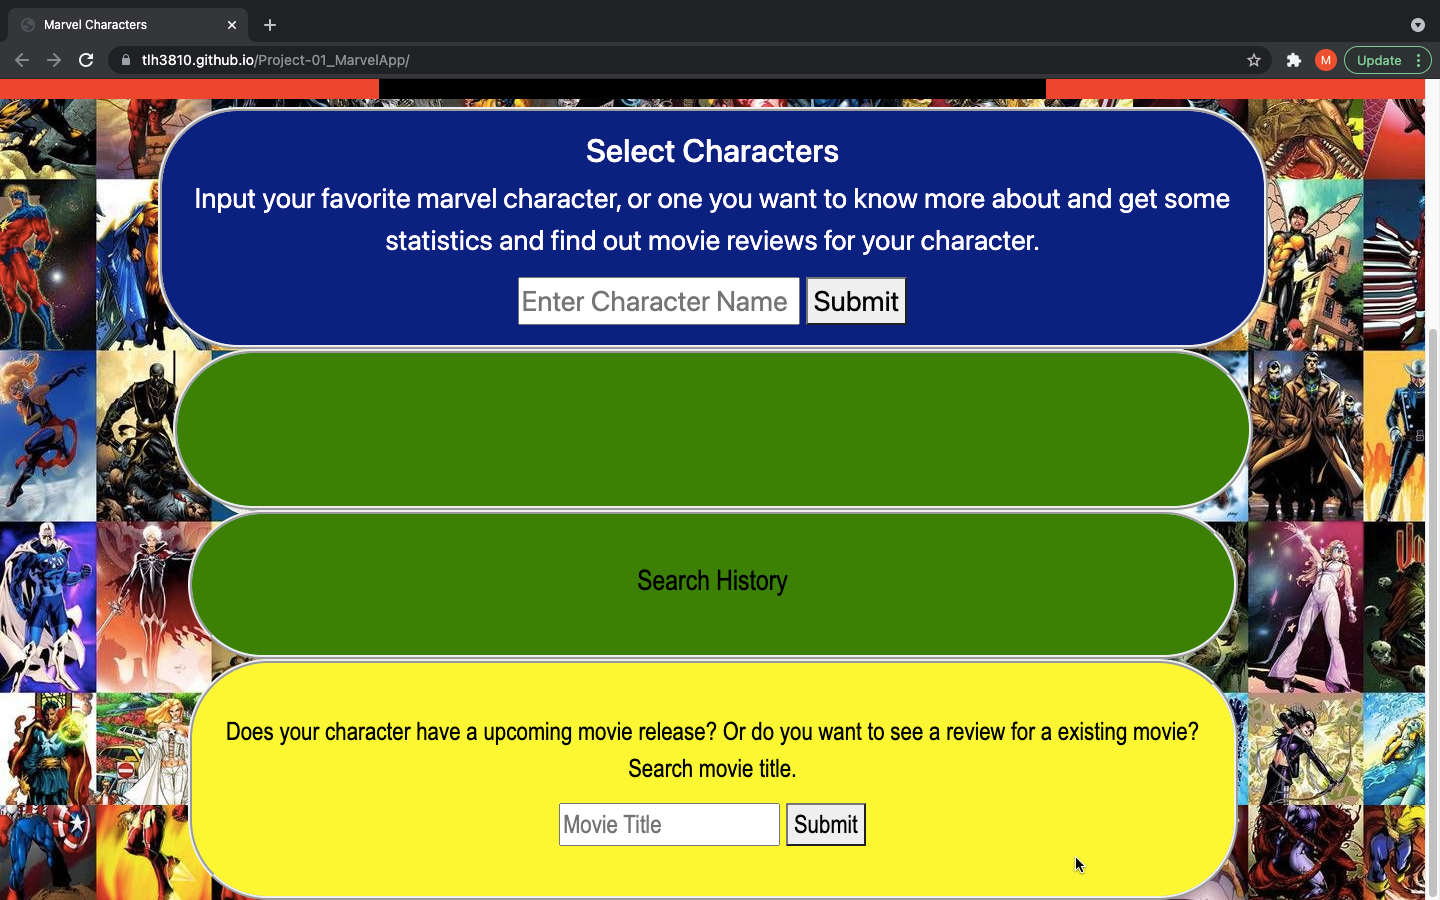 Marvel Characters
tlh3810.github.io/Project-01_MarvelApp/
M
Update
Select Characters
Input your favorite marvel character, or one you want to know more about and get some
statistics and find out movie reviews for your character.
Enter Character Name Submit
Search History
Does your character have a upcoming movie release? Or do you want to see a review for a existing movie?
Search movie title.
Movie Title Submit